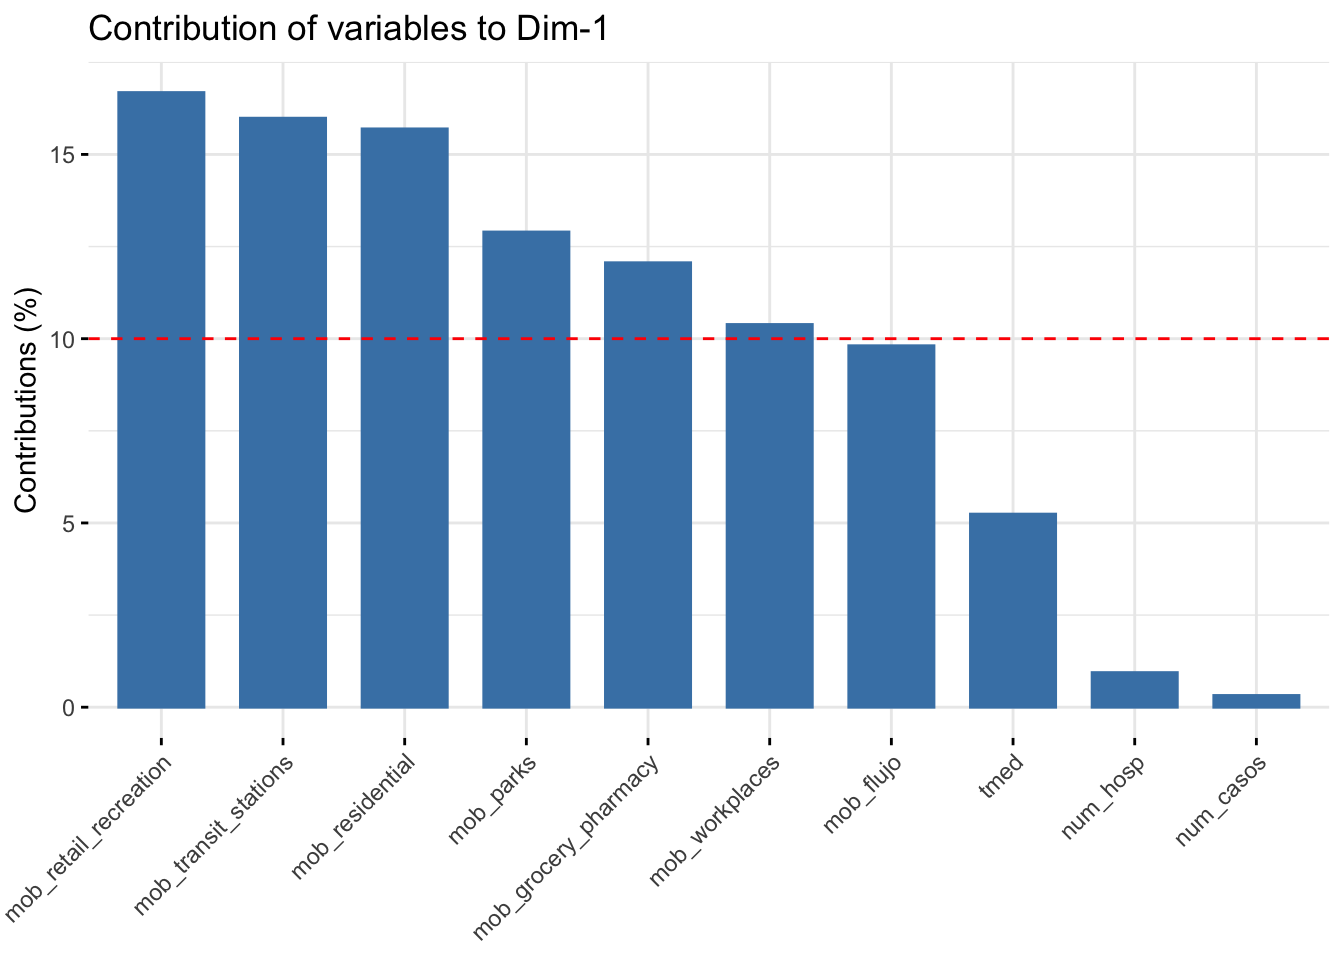 Contribution of variables to Dim-1
Contributions (%)
15
10
5
0
mob_retail_recreation
mob_transit_stations
mob_residential
mob_parks
mob_grocery_pharmacy
mob_workplaces
mob_flujo
tmed
num_hosp
num_casos